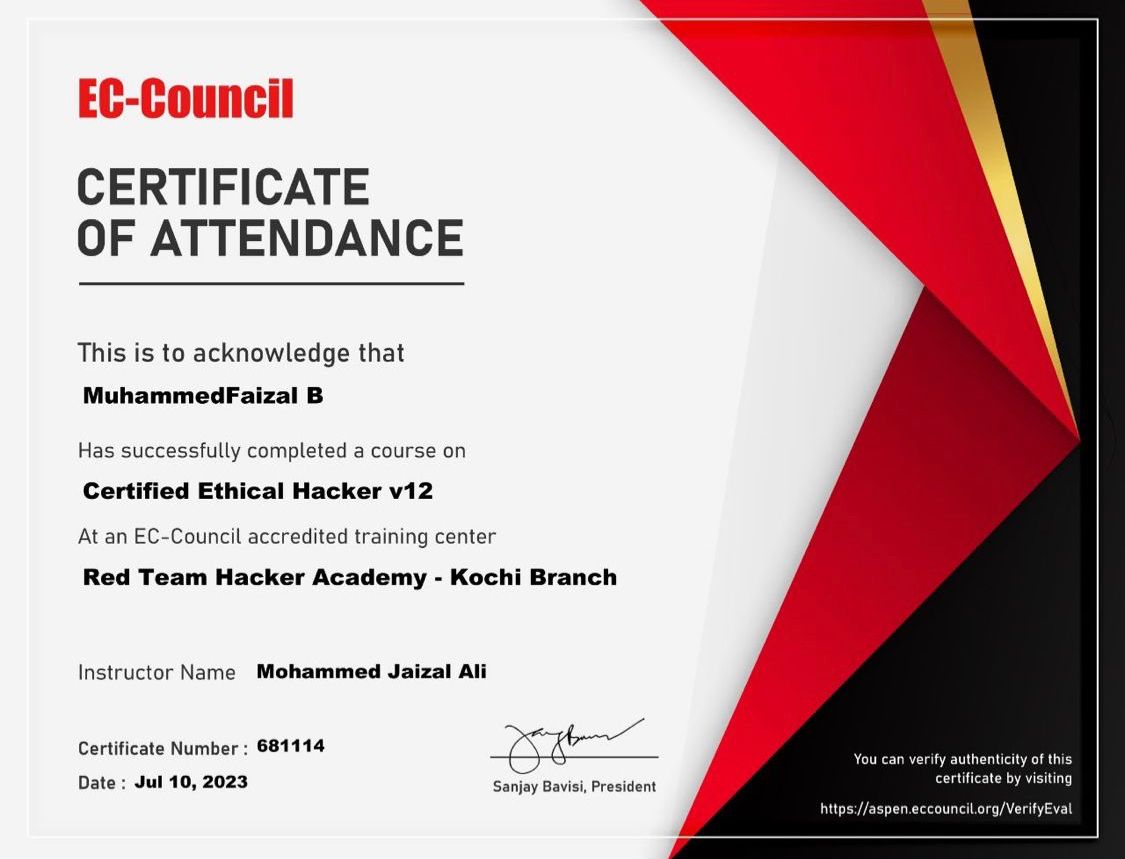 EC-Council
CERTIFICATE
OF ATTENDANCE
This is to acknowledge that
MuhammedFaizal B
Has successfully completed a course on
Certified Ethical Hacker v12
At an EC-Council accredited training center
Red Team Hacker Academy - Kochi Branch
Instructor Name Mohammed Jaizal Ali
Certificate Number : 681114
Date : Jul 10, 2023
Sanjay Bavisi, President
You can verify authenticity of this
certificate by visiting
https://aspen.eccouncil.org/VerifyEval